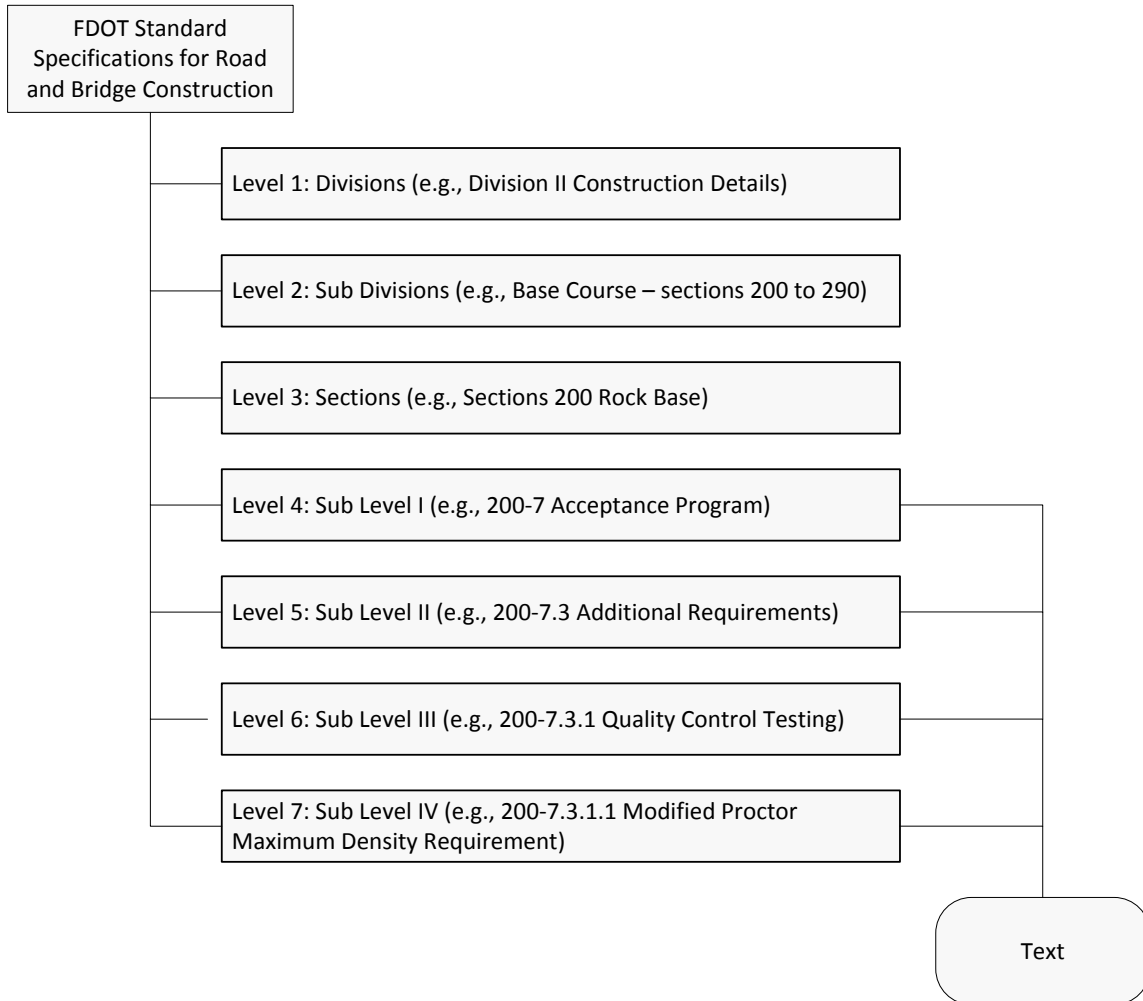 FDOT Standard
Specifications for Road
and Bridge Construction
Level 1: Divisions (e.g., Division II Construction Details)
Level 2: Sub Divisions (e.g., Base Course – sections 200 to 290)
Level 3: Sections (e.g., Sections 200 Rock Base)
Level 4: Sub Level I (e.g., 200-7 Acceptance Program)
Level 5: Sub Level II (e.g., 200-7.3 Additional Requirements)
Level 6: Sub Level III (e.g., 200-7.3.1 Quality Control Testing)
Level 7: Sub Level IV (e.g., 200-7.3.1.1 Modified Proctor
Maximum Density Requirement)
Text